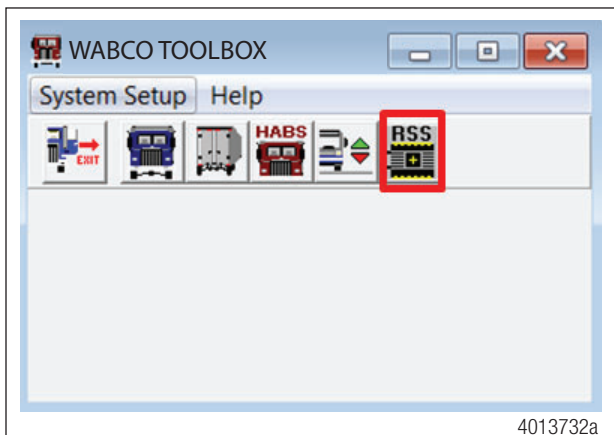 WABCO TOOLBOX
System Setup Help
EXIT HABS RSS
4013732a